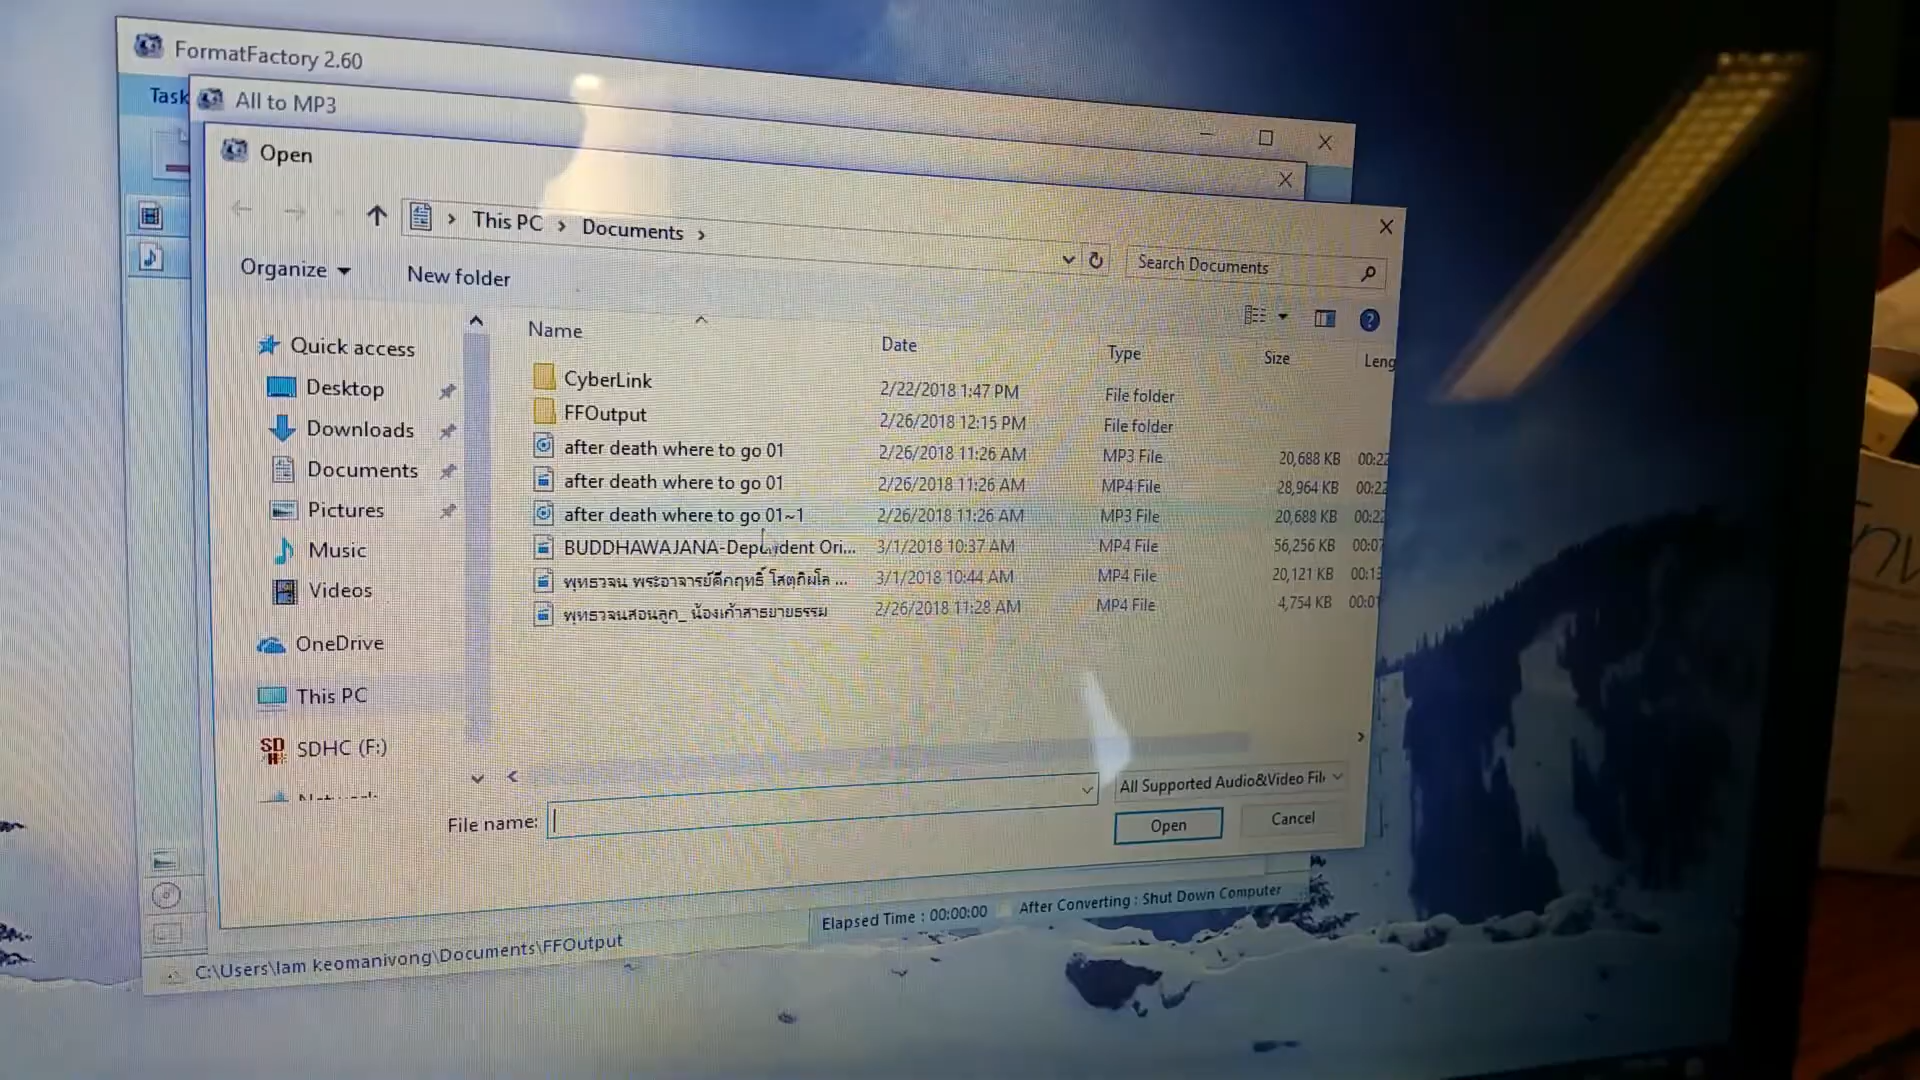 FormatFactory 2.60
Task
All to MP3
Open
This PC > Documents >
Search Documents
Organize
New folder
Name Date Type Size Leng
Quick access
Desktop
Downloads
Documents
Pictures
Music
Videos
OneDrive
This PC
SDHC (F:)
CyberLink 2/22/2018 1:47 PM File folder
FFOutput 2/26/2018 12:15 PM File folder
after death where to go 01 2/26/2018 11:26 AM MP3 File 20,688 KB 00:22
after death where to go 01 2/26/2018 11:26 AM MP4 File 28,964 KB 00:22
after death where to go 01~1 2/26/2018 11:26 AM MP3 File 20,688 KB 00:22
BUDDHAWAJANA-Dependent Ori... 3/1/2018 10:37 AM MP4 File 56,256 KB 00:07
พุทธวจน พระอาจารย์คึกฤทธิ์ โสตฺถิผโล ... 3/1/2018 10:44 AM MP4 File 20,121 KB 00:13
พุทธวจนสอนลูก_ น้องเก้าสาธยายธรรม 2/26/2018 11:28 AM MP4 File 4,754 KB 00:01
File name:
All Supported Audio&Video Fil
Open
Cancel
Elapsed Time : 00:00:00
After Converting : Shut Down Computer
C:\Users\lam keomanivong\Documents\FFOutput